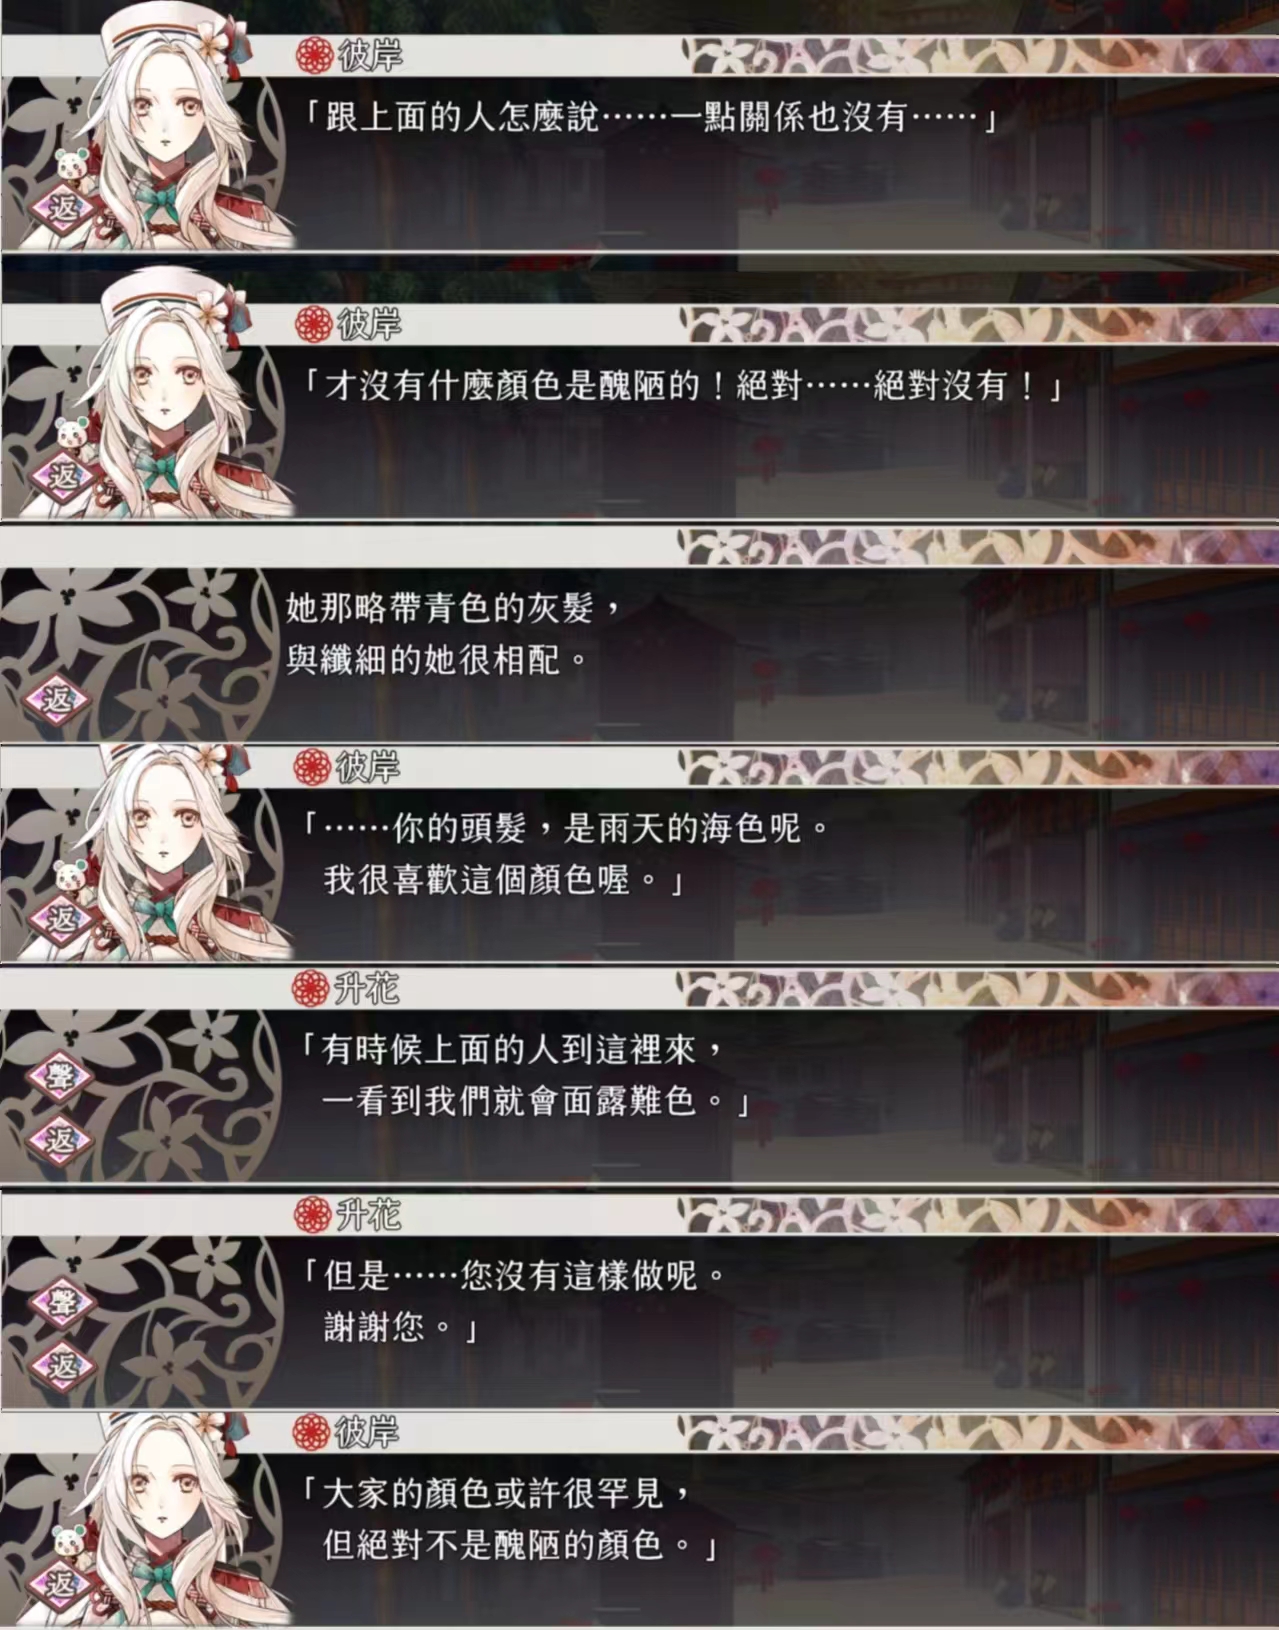 彼岸
「跟上面的人怎麼說……一點關係也沒有……」
返
彼岸
「才沒有什麼顏色是醜陋的！絕對……絕對沒有！」
返
她那略帶青色的灰髮，
與纖細的她很相配。
返
彼岸
「……你的頭髮，是雨天的海色呢。
我很喜歡這個顏色喔。」
返
升花
「有時候上面的人到這裡來，
一看到我們就會面露難色。」
聲
返
升花
「但是……您沒有這樣做呢。
謝謝您。」
聲
返
彼岸
「大家的顏色或許很罕見，
但絕對不是醜陋的顏色。」
返